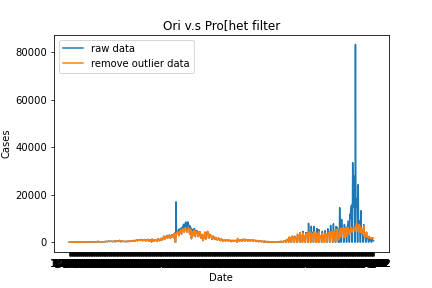 Ori v.s Pro[het filter
raw data
remove outlier data
80000
60000
40000
20000
0
Cases
Date